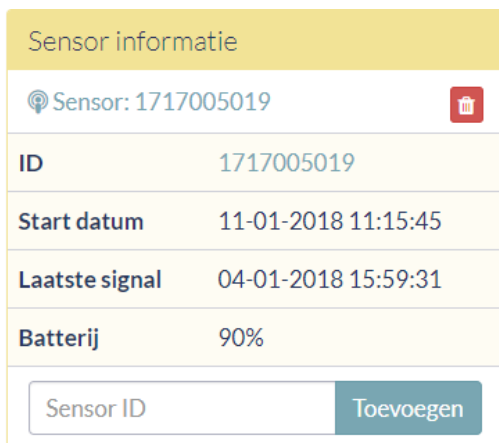 Sensor informatie
Sensor: 1717005019
ID 1717005019
Start datum 11-01-2018 11:15:45
Laatste signal 04-01-2018 15:59:31
Batterij 90%
Sensor ID Toevoegen